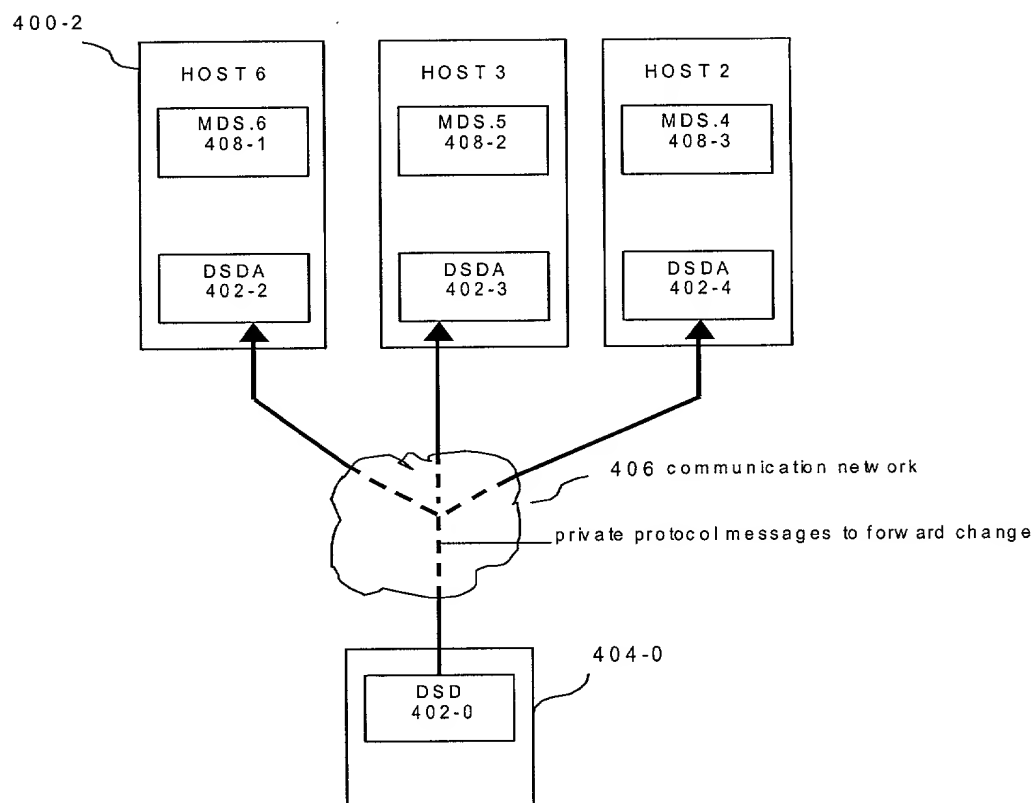 400-2
HOST 6
HOST 3
HOST 2
MDS.6
408-1
MDS.5
408-2
MDS.4
408-3
DSDA
402-2
DSDA
402-3
DSDA
402-4
406 communication network
private protocol messages to forward change
404-0
DSD
402-0